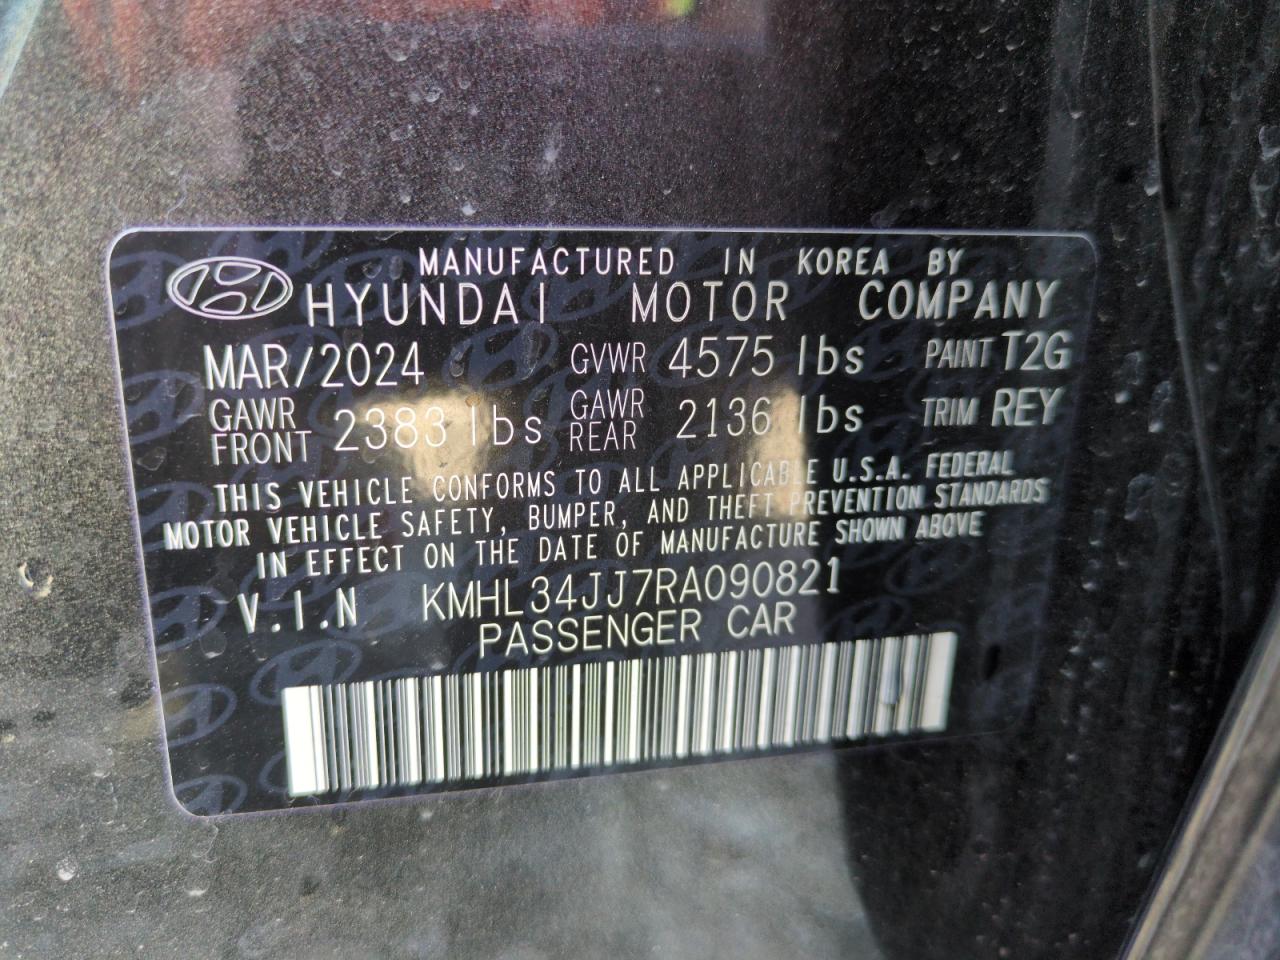 MANUFACTURED IN KOREA BY
HYUNDAI MOTOR COMPANY
MAR/2024 GVWR 4575 lbs PAINT T2G
GAWR FRONT 2383 lbs GAWR REAR 2136 lbs TRIM REY
THIS VEHICLE CONFORMS TO ALL APPLICABLE U.S.A. FEDERAL
MOTOR VEHICLE SAFETY, BUMPER, AND THEFT PREVENTION STANDARDS
IN EFFECT ON THE DATE OF MANUFACTURE SHOWN ABOVE
V.I.N KMHL34JJ7RA090821
PASSENGER CAR